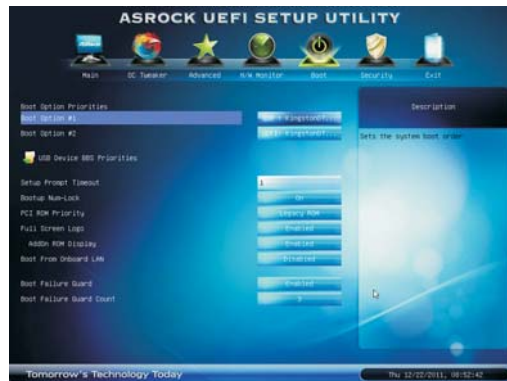 ASROCK UEFI SETUP UTILITY
Main
OC Tweaker
Advanced
H/W Monitor
Boot
Security
Exit
Boot Option Priorities
Boot Option #1
Boot Option #2
USB Device BBS Priorities
Setup Prompt Timeout 1
Bootup Num-Lock On
PCI ROM Priority Legacy ROM
Full Screen Logo Enabled
AddOn ROM Display Enabled
Boot From Onboard LAN Disabled
Boot Failure Guard Enabled
Boot Failure Guard Count 3
Description
Sets the system boot order
Tomorrow's Technology Today
Thu 12/22/2011, 08:52:42